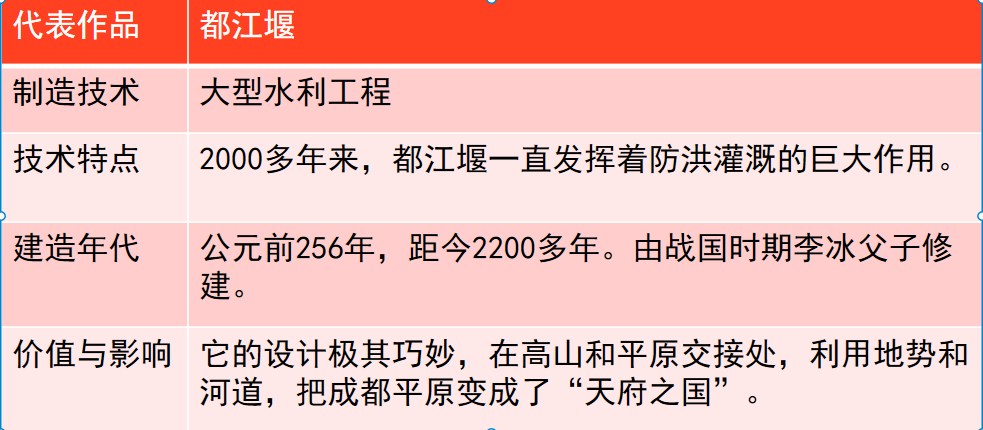 代表作品 都江堰
制造技术 大型水利工程
技术特点 2000多年来，都江堰一直发挥着防洪灌溉的巨大作用。
建造年代 公元前256年，距今2200多年。由战国时期李冰父子修
建。
价值与影响 它的设计极其巧妙，在高山和平原交接处，利用地势和
河道，把成都平原变成了“天府之国”。